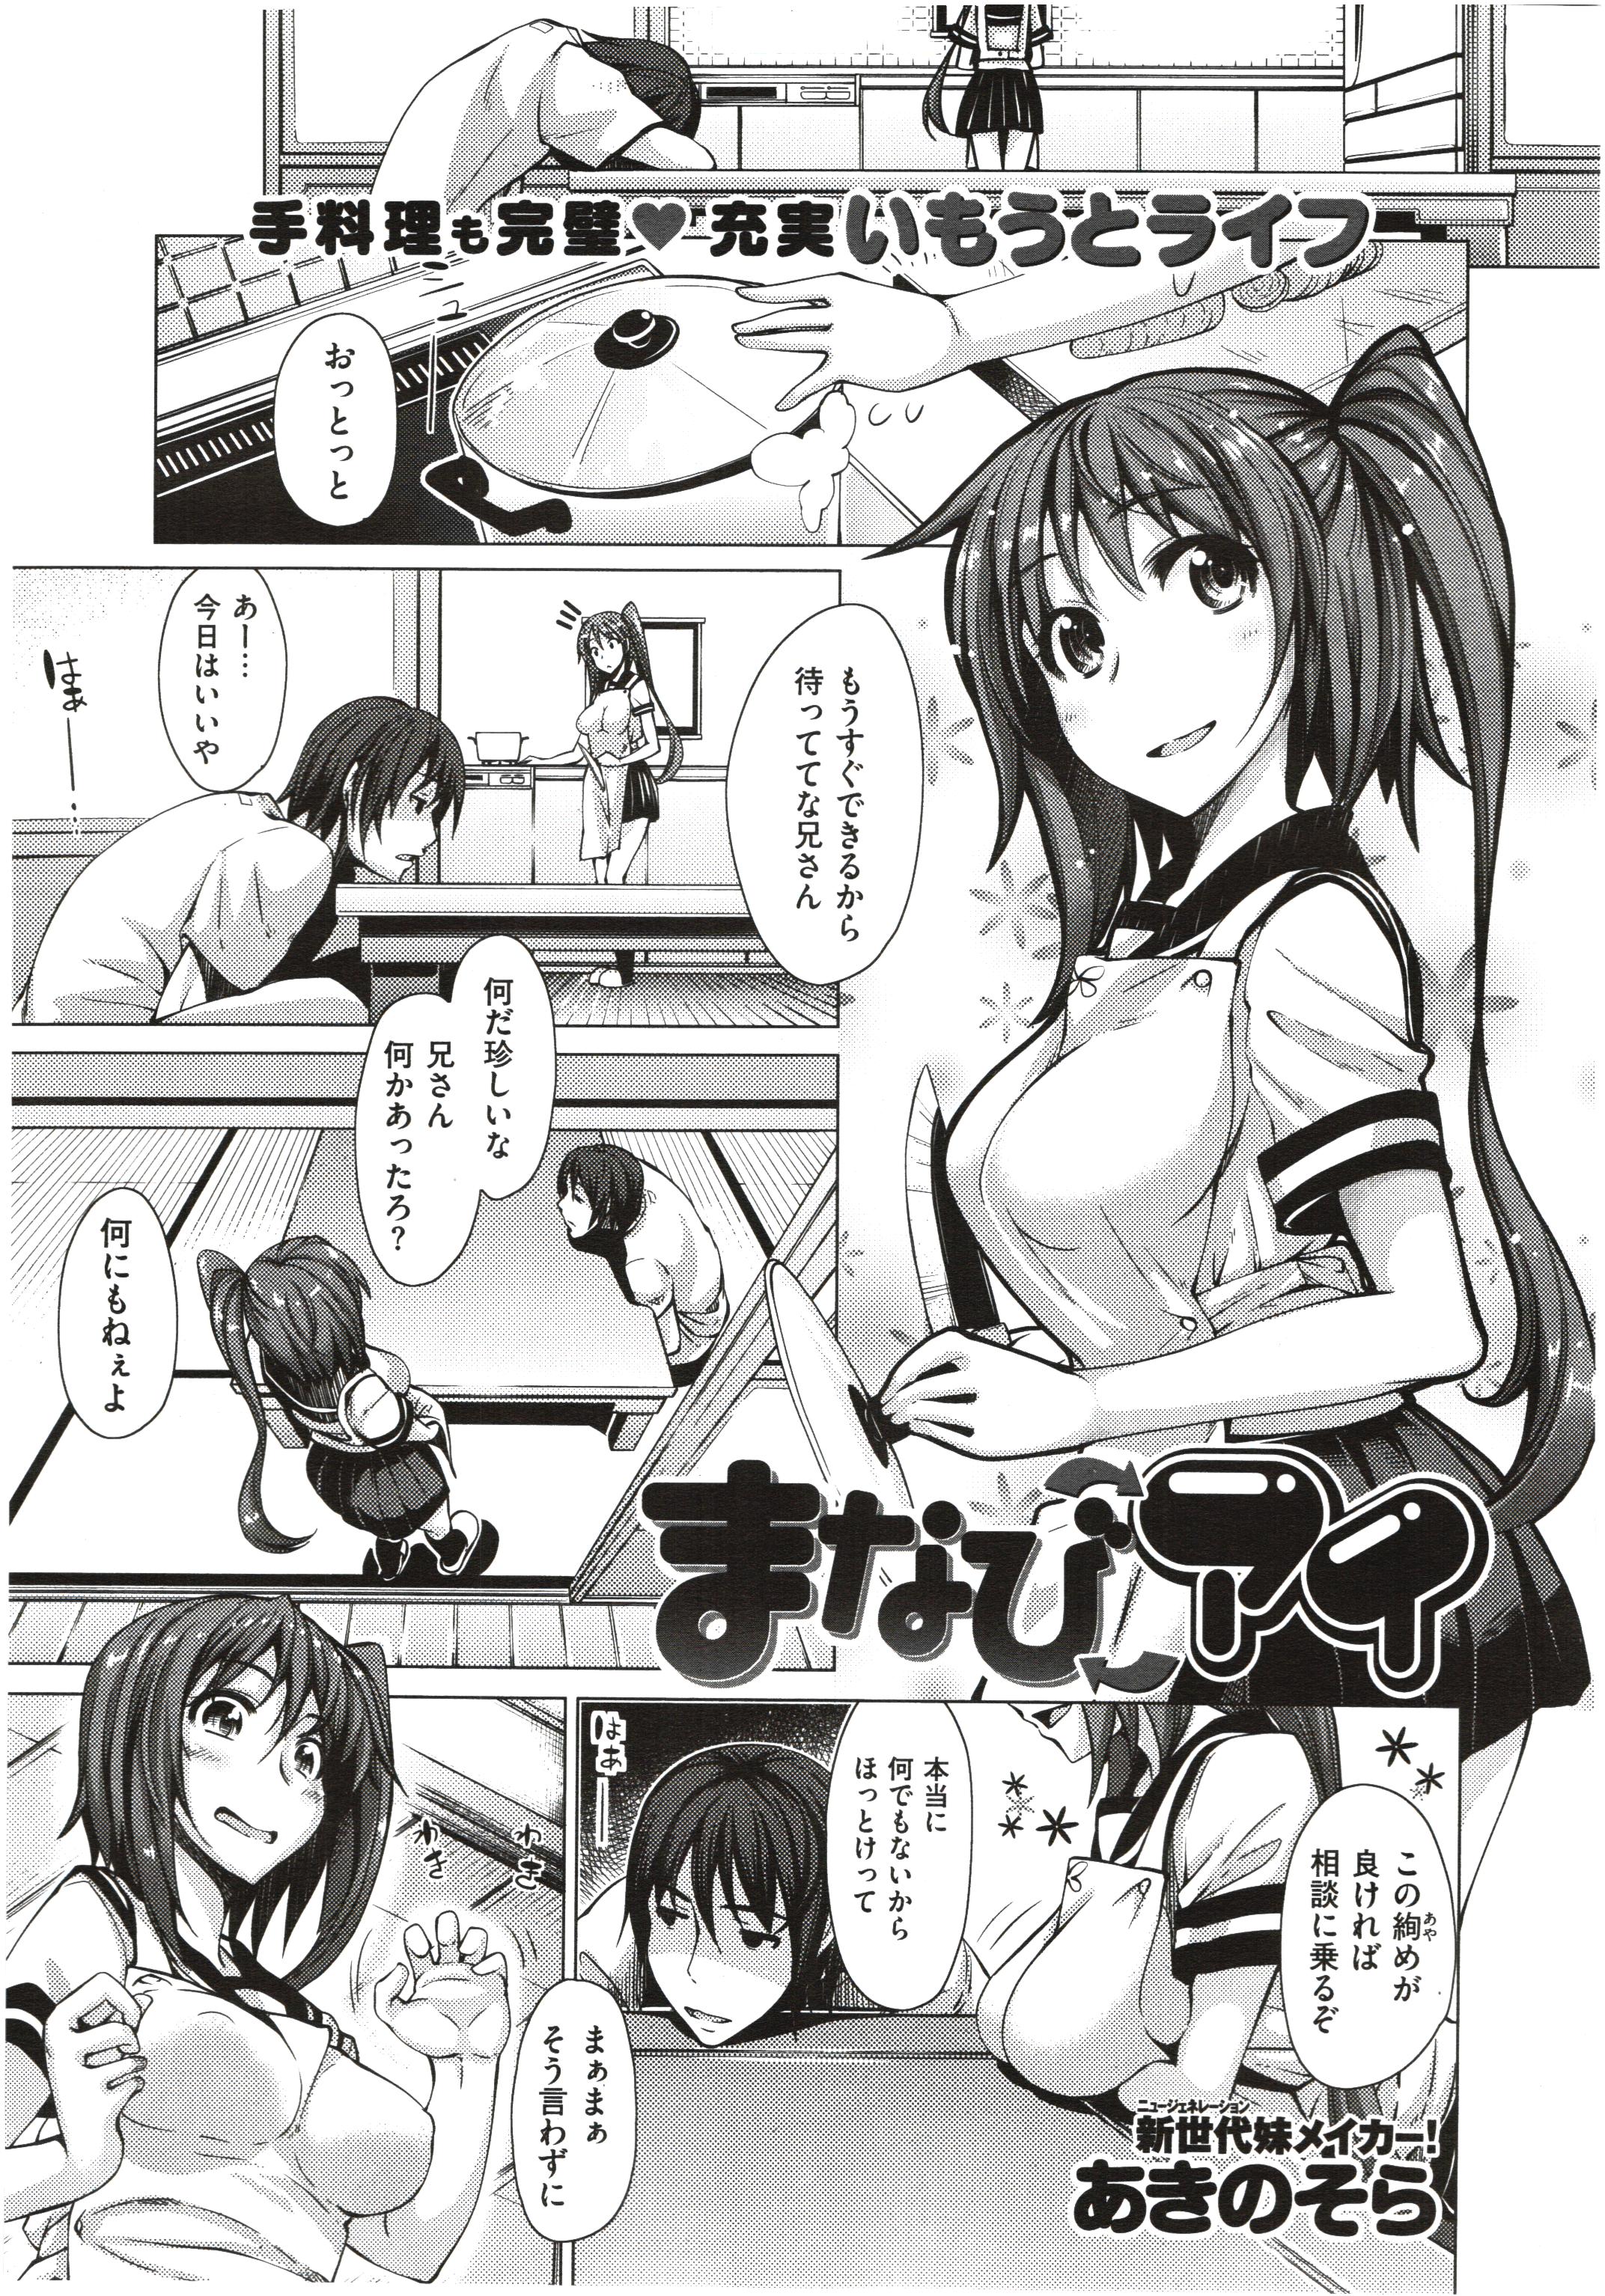 手料理も完璧♥充実いもうとライフ
おっとっと
もうすぐできるから
待っててな兄さん
あー…
今日はいいや
はぁー…
何だ珍しいな
兄さん
何かあったろ？
何にもねぇよ
まなびアイ
この絢めが
あや
良ければ
相談に乗るぞ
本当に
何でもないから
ほっとけって
はぁー
まぁまぁ
そう言わずに
わき
わき
ニュージェネレーション
新世代妹メイカー！
あきのそら